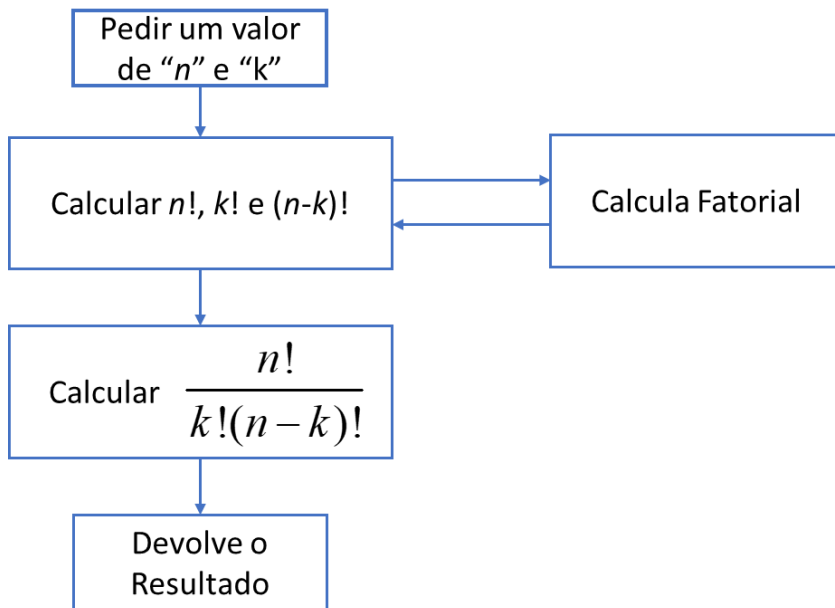 Pedir um valor
de “n” e “k”
Calcular n!, k! e (n-k)!
Calcula Fatorial
Calcular n! / k!(n – k)!
Devolve o
Resultado